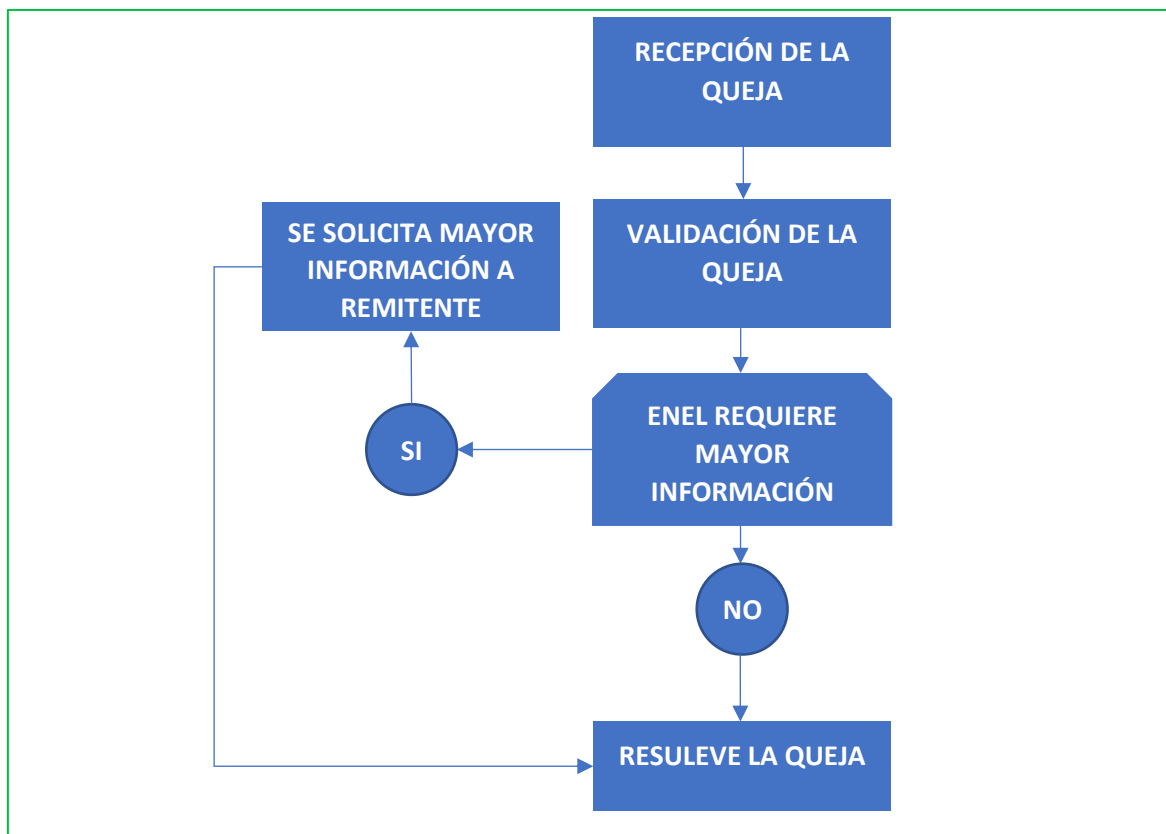 RECEPCIÓN DE LA
QUEJA
VALIDACIÓN DE LA
QUEJA
SE SOLICITA MAYOR
INFORMACIÓN A
REMITENTE
ENEL REQUIERE
MAYOR
INFORMACIÓN
SI
NO
RESULEVE LA QUEJA